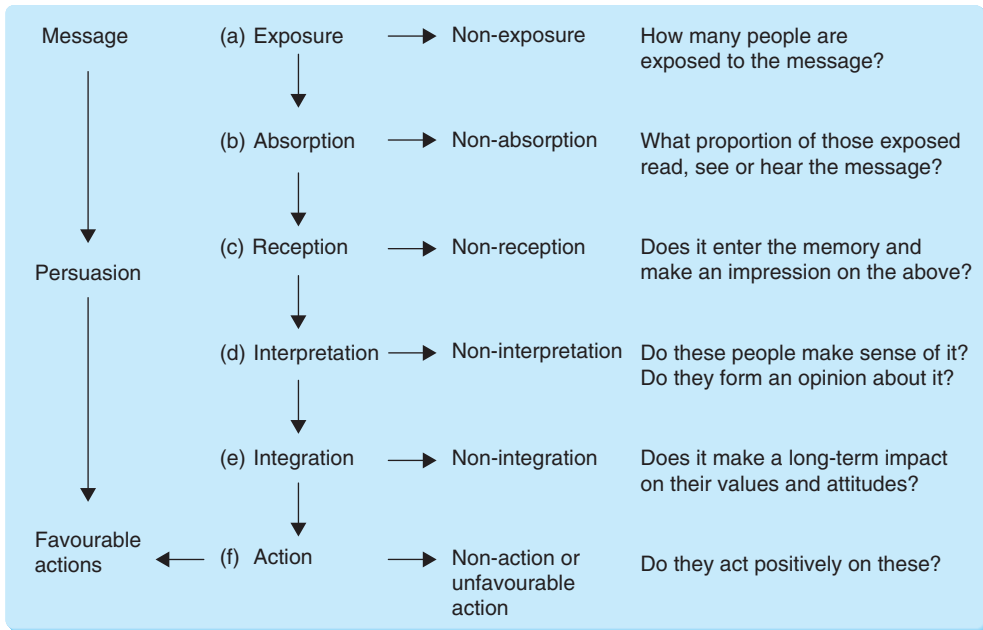 Message
(a) Exposure
Non-exposure
How many people are
exposed to the message?
(b) Absorption
Non-absorption
What proportion of those exposed
read, see or hear the message?
(c) Reception
Non-reception
Does it enter the memory and
make an impression on the above?
Persuasion
(d) Interpretation
Non-interpretation
Do these people make sense of it?
Do they form an opinion about it?
(e) Integration
Non-integration
Does it make a long-term impact
on their values and attitudes?
Favourable
actions
(f) Action
Non-action or
unfavourable
action
Do they act positively on these?